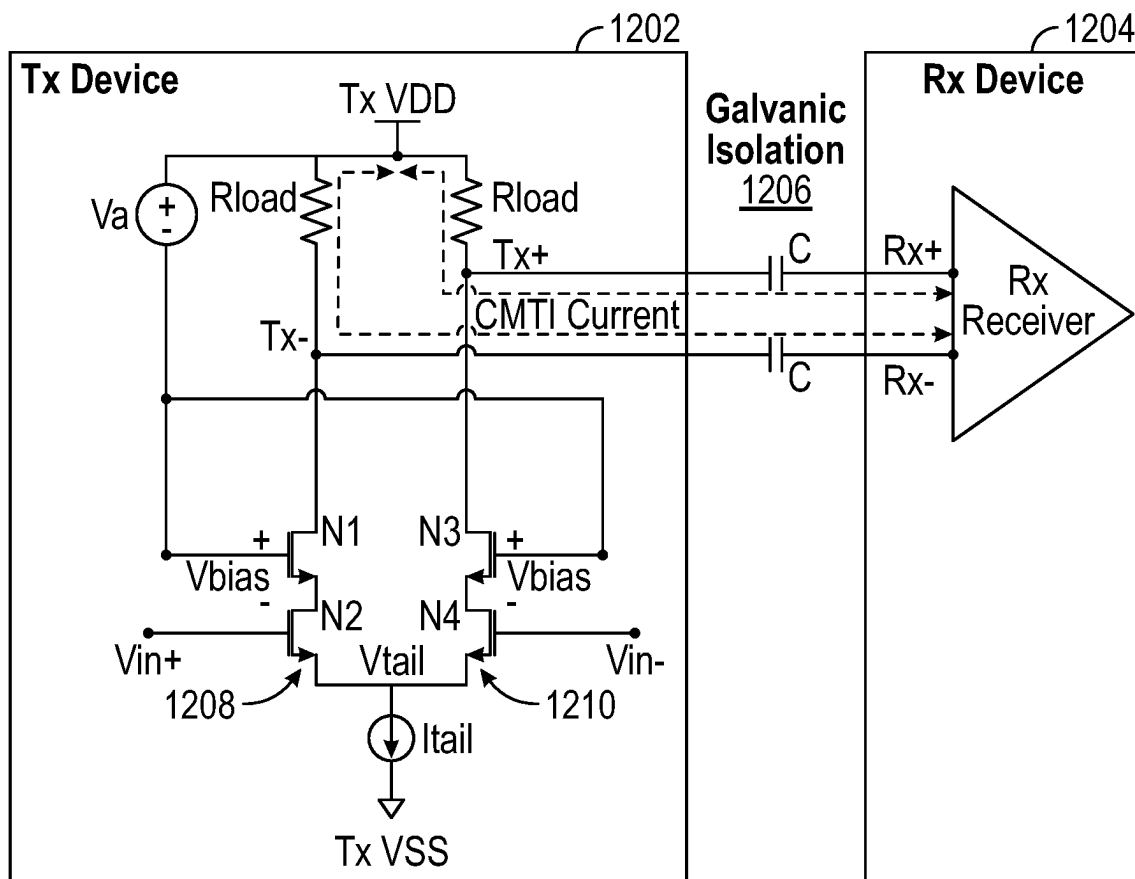 1202
1204
Tx Device
Rx Device
Tx VDD
Galvanic
Isolation
1206
Va
+
-
Rload
Rload
Tx+
C
Rx+
CMTI Current
Rx
Receiver
Tx-
C
Rx-
+
N1
N3
+
Vbias
Vbias
-
N2
N4
-
Vin+
Vtail
Vin-
1208
1210
Itail
Tx VSS